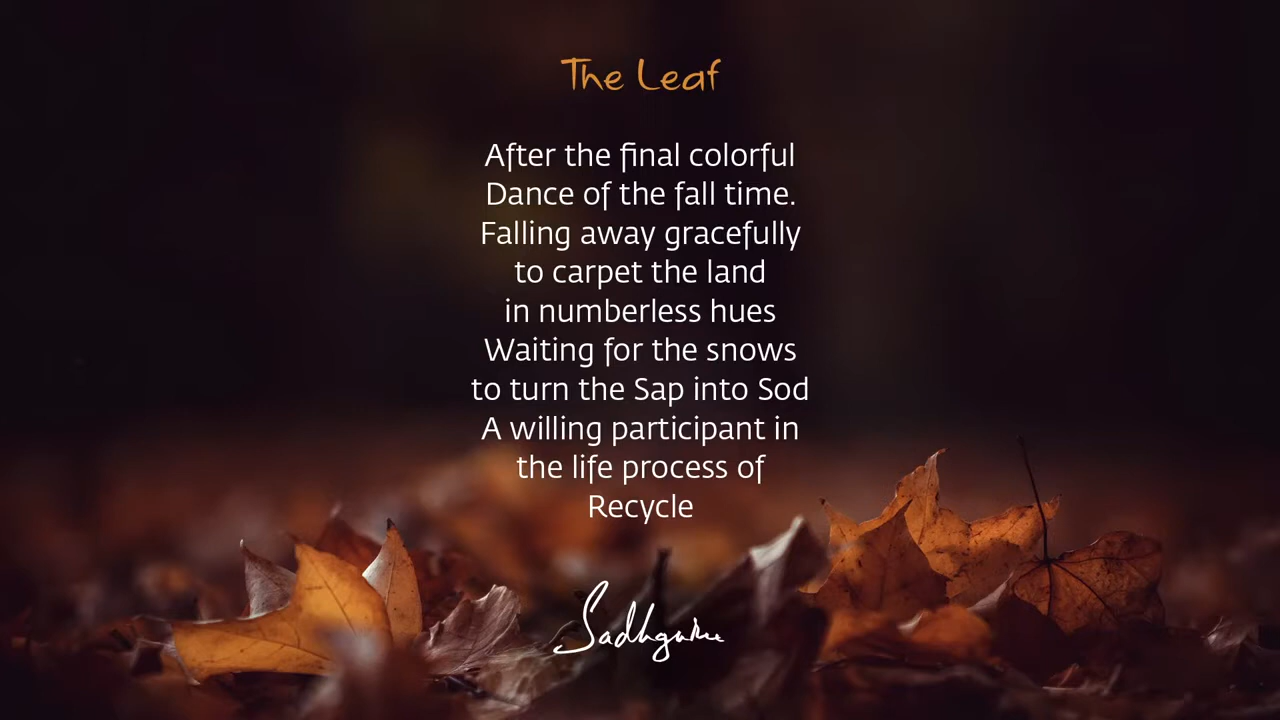 The Leaf
After the final colorful
Dance of the fall time.
Falling away gracefully
to carpet the land
in numberless hues
Waiting for the snows
to turn the Sap into Sod
A willing participant in
the life process of
Recycle
Sadhguru